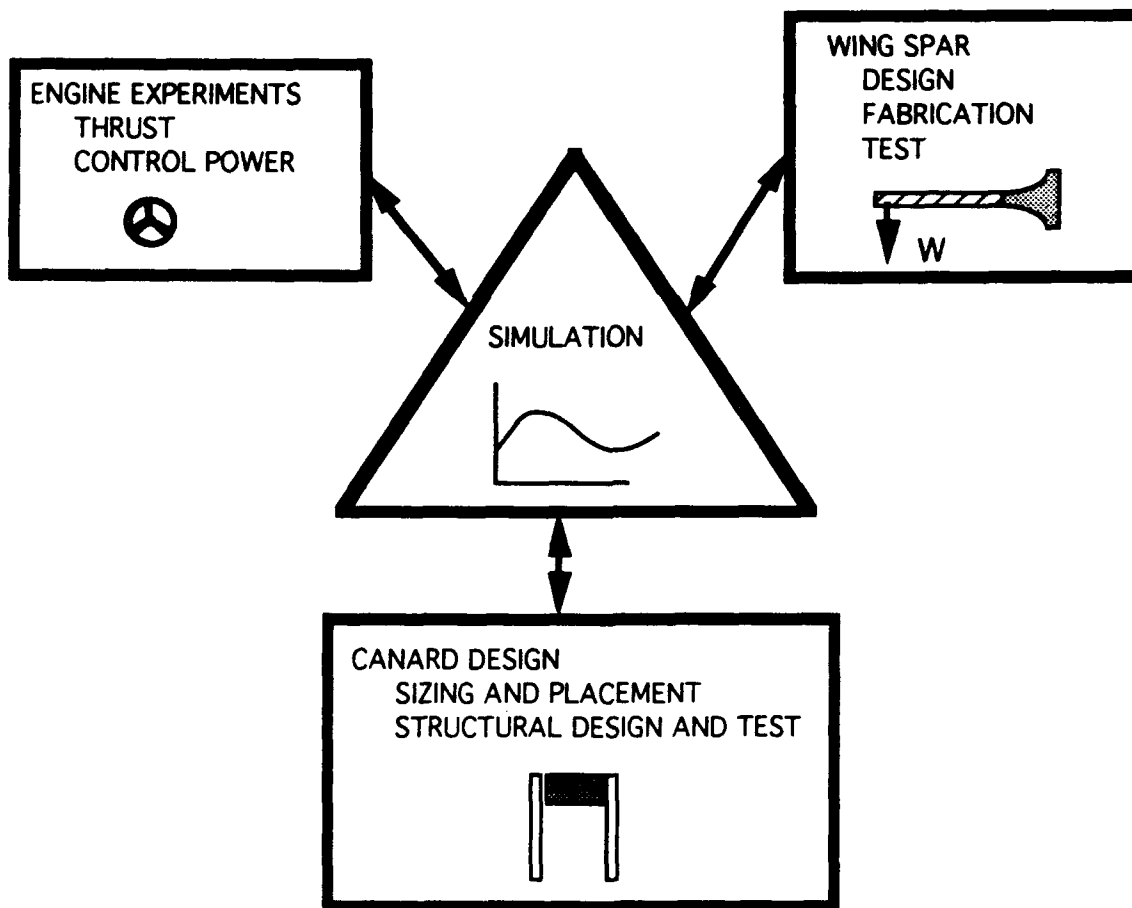 ENGINE EXPERIMENTS
THRUST
CONTROL POWER
WING SPAR
DESIGN
FABRICATION
TEST
W
SIMULATION
CANARD DESIGN
SIZING AND PLACEMENT
STRUCTURAL DESIGN AND TEST